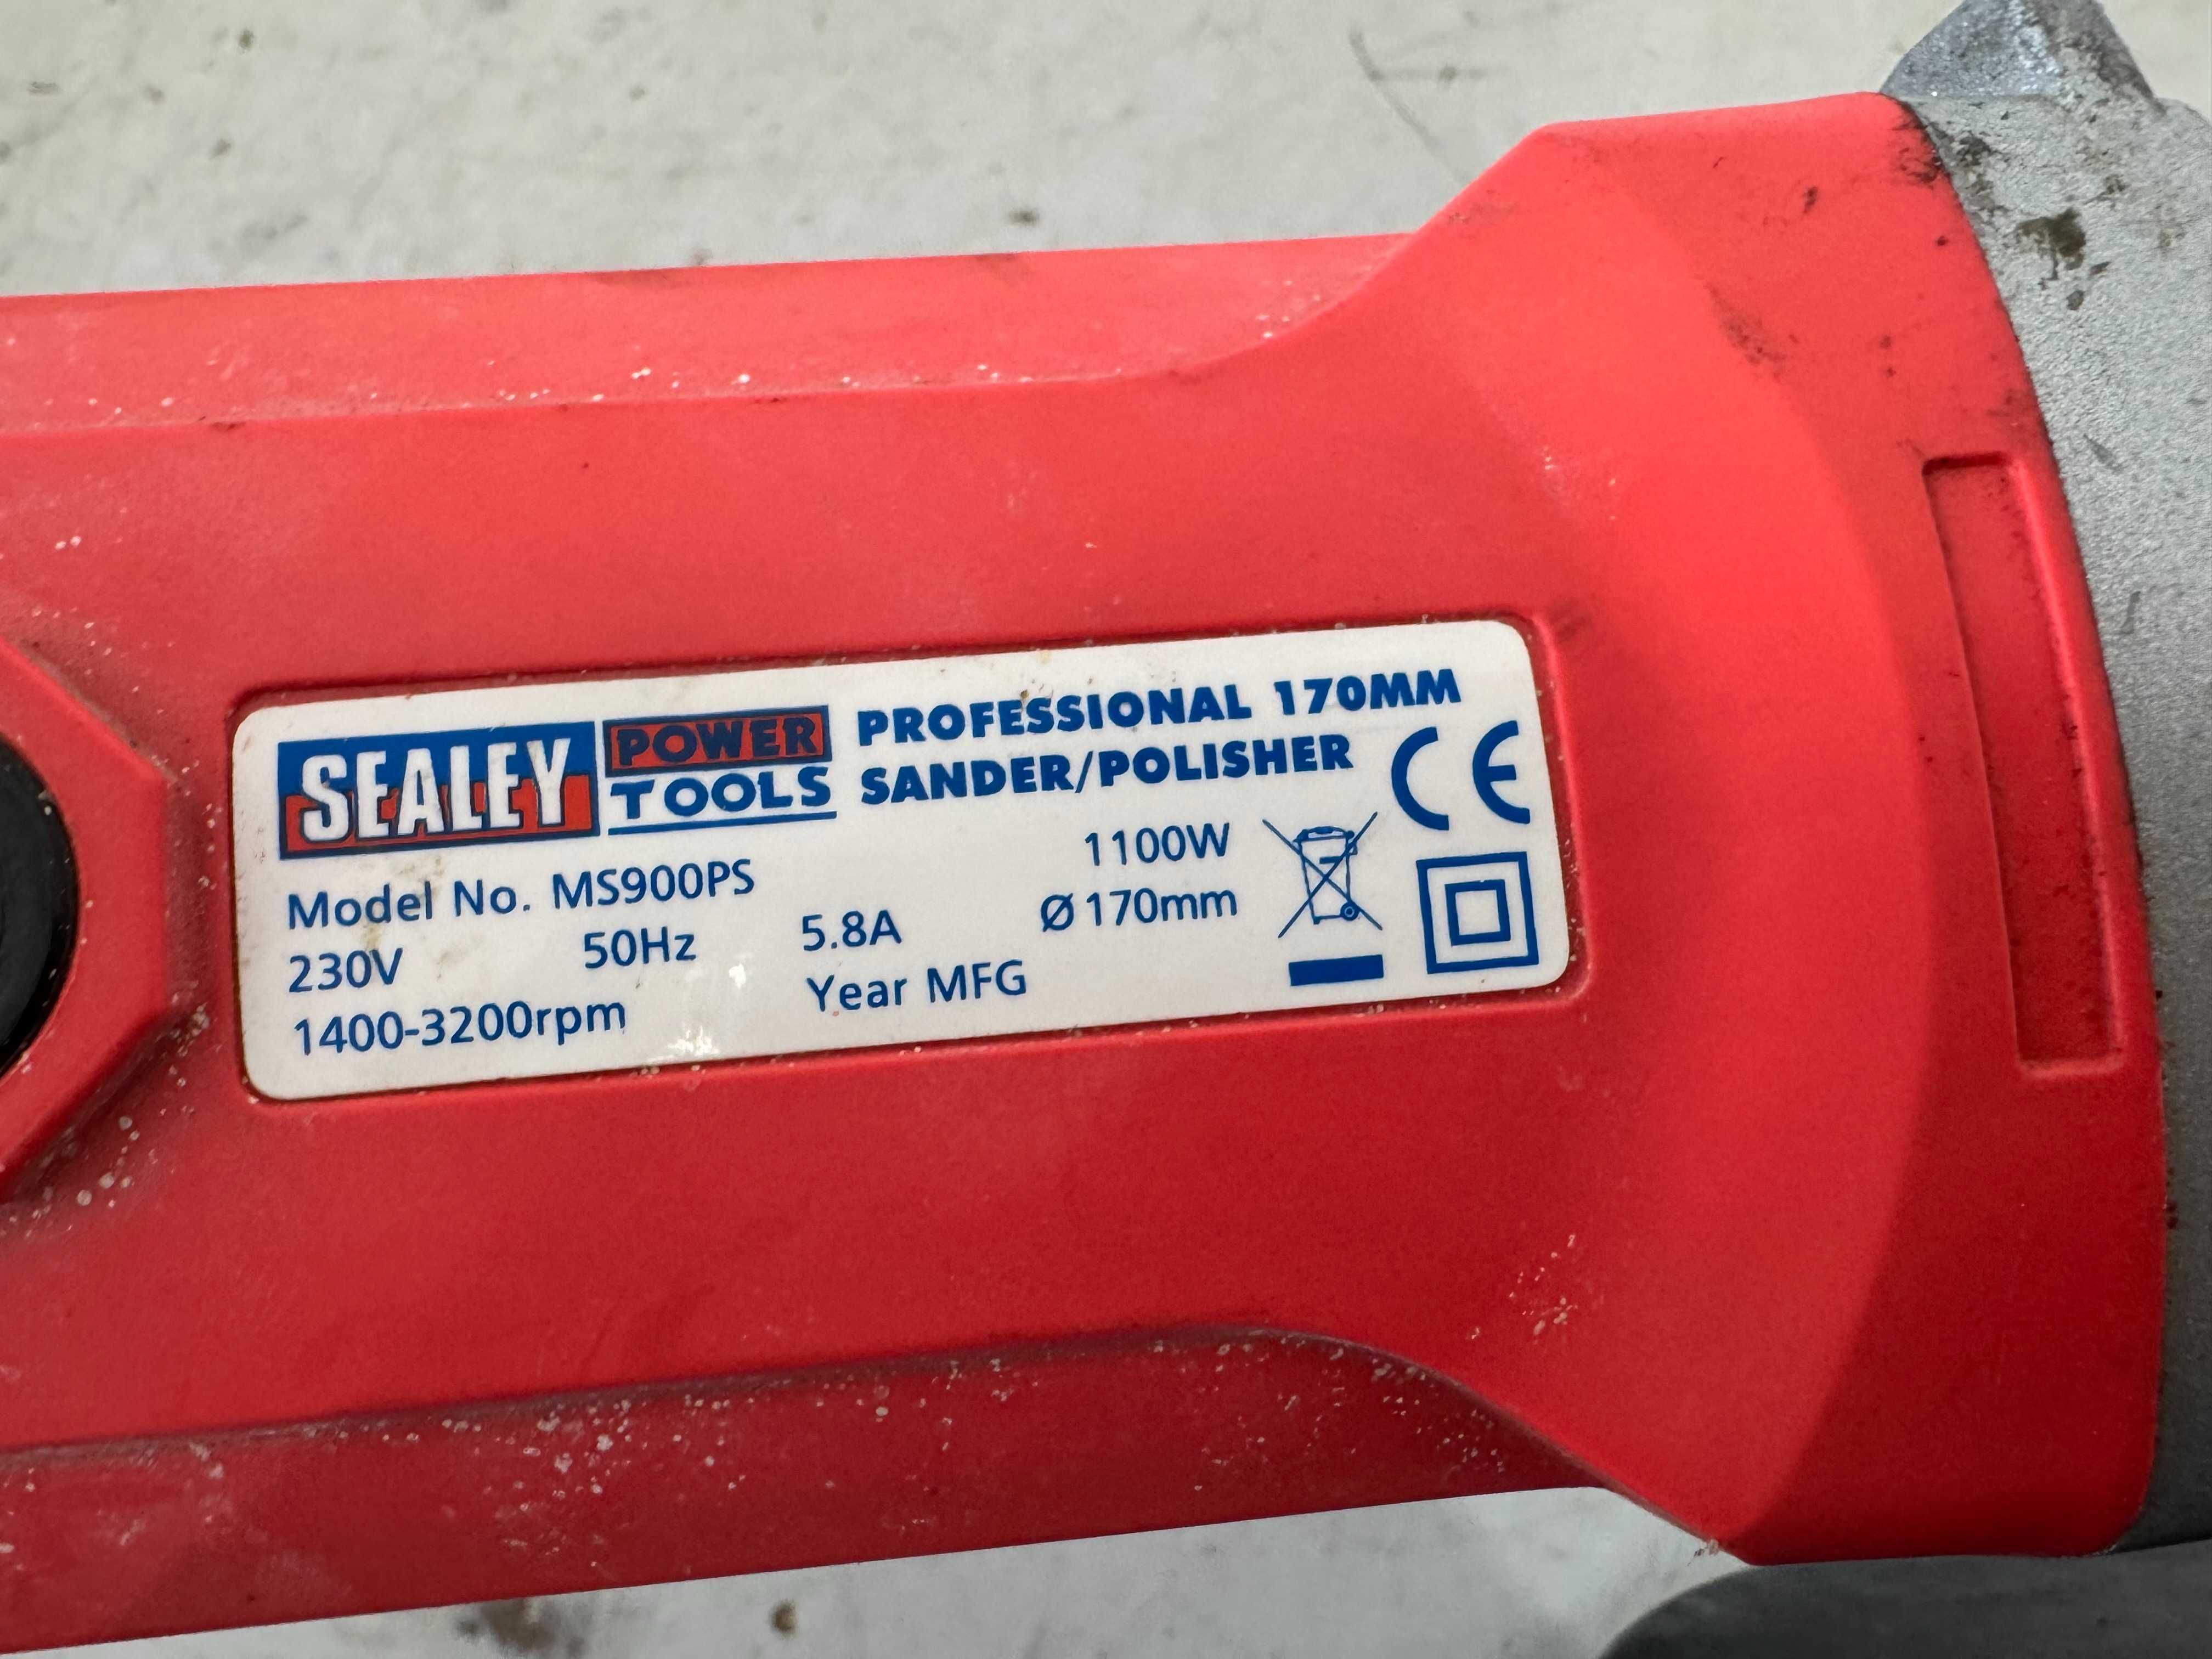 SEALEY POWER TOOLS PROFESSIONAL 170MM
SANDER/POLISHER
CE
Model No. MS900PS 1100W
230V 50Hz 5.8A Ø170mm
1400-3200rpm Year MFG